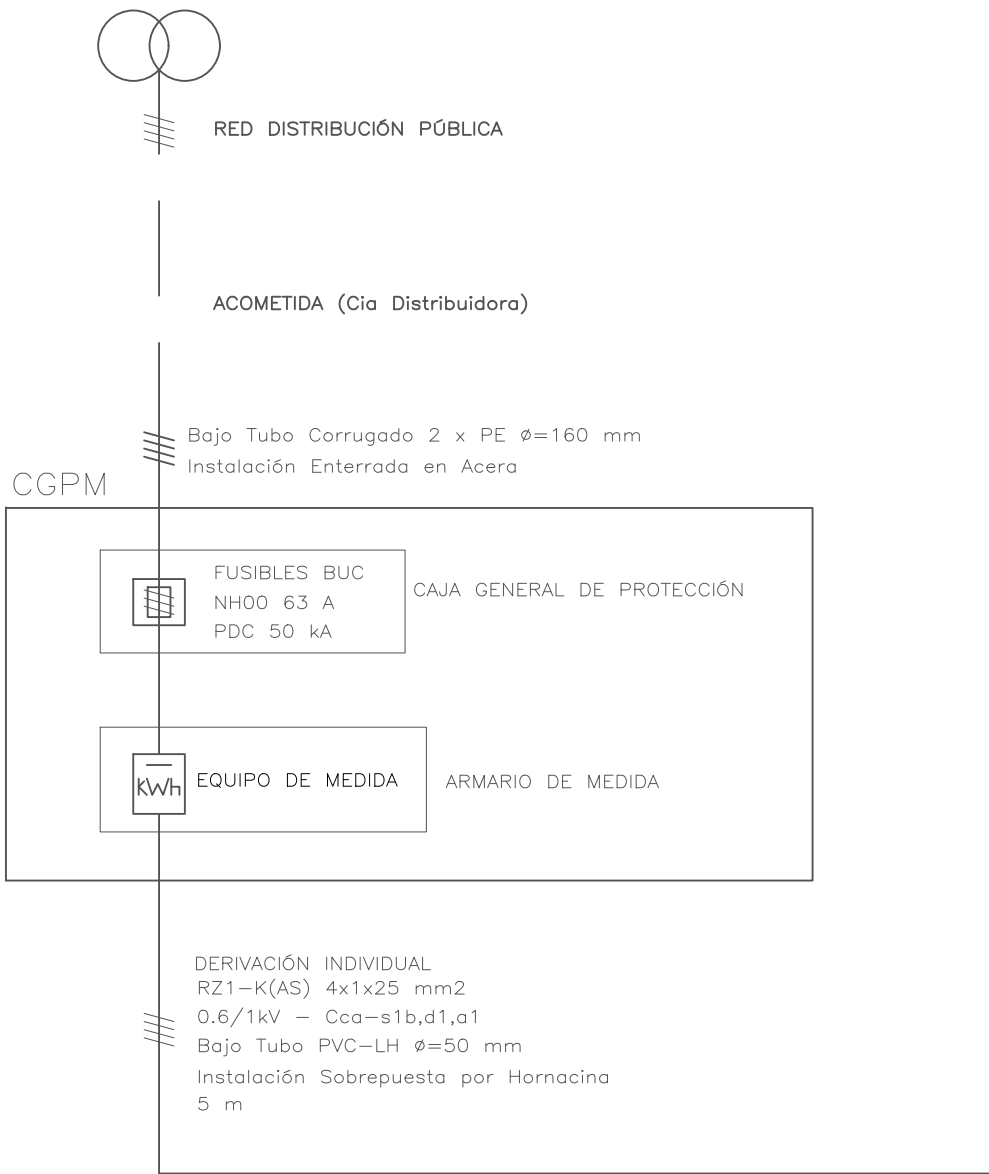 RED DISTRIBUCIÓN PÚBLICA
ACOMETIDA (Cia Distribuidora)
Bajo Tubo Corrugado 2 x PE ø=160 mm
Instalación Enterrada en Acera
CGPM
FUSIBLES BUC
NH00 63 A
PDC 50 kA
CAJA GENERAL DE PROTECCIÓN
kWh
EQUIPO DE MEDIDA
ARMARIO DE MEDIDA
DERIVACIÓN INDIVIDUAL
RZ1-K(AS) 4x1x25 mm2
0.6/1kV - Cca-s1b,d1,a1
Bajo Tubo PVC-LH ø=50 mm
Instalación Sobrepuesta por Hornacina
5 m